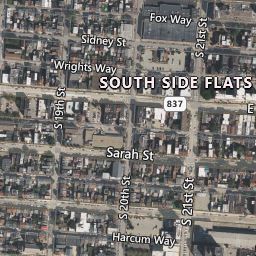 Fox Way
Sidney St
S 21st St
Wrights Way
SOUTH SIDE FLATS
837
E
S 19th St
Sarah St
S 20th St
S 21st St
Harcum Way